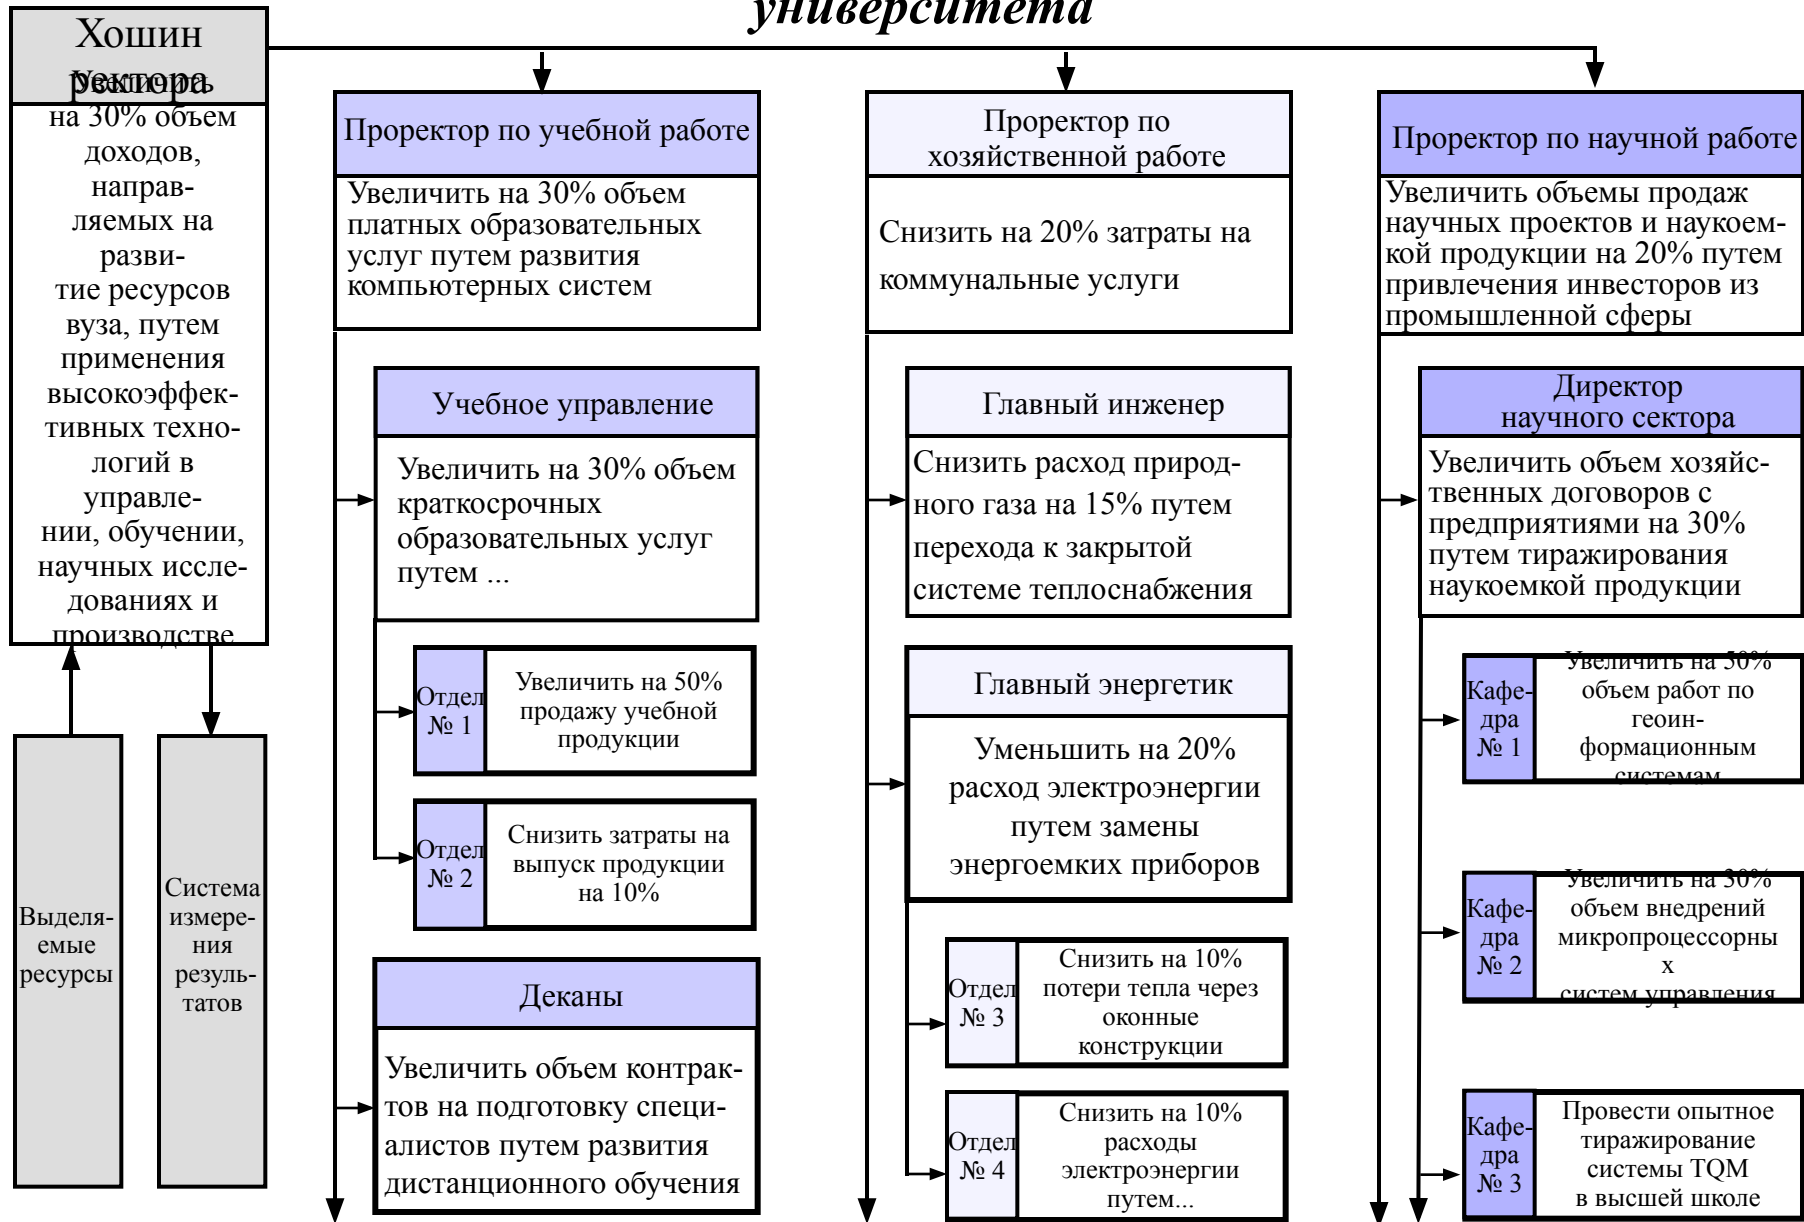 университета
Хошин
ректора
Увеличить
на 30% объем
доходов,
направ-
ляемых на
разви-
тие ресурсов
вуза, путем
применения
высокоэффек-
тивных техно-
логий в
управле-
нии, обучении,
научных иссле-
дованиях и
производстве
Выделя-
емые
ресурсы
Система
измере-
ния
резуль-
татов
Проректор по учебной работе
Увеличить на 30% объем
платных образовательных
услуг путем развития
компьютерных систем
Учебное управление
Увеличить на 30% объем
краткосрочных
образовательных услуг
путем ...
Отдел
№ 1
Увеличить на 50%
продажу учебной
продукции
Отдел
№ 2
Снизить затраты на
выпуск продукции
на 10%
Деканы
Увеличить объем контрак-
тов на подготовку специ-
алистов путем развития
дистанционного обучения
Проректор по
хозяйственной работе
Снизить на 20% затраты на
коммунальные услуги
Главный инженер
Снизить расход природ-
ного газа на 15% путем
перехода к закрытой
системе теплоснабжения
Главный энергетик
Уменьшить на 20%
расход электроэнергии
путем замены
энергоемких приборов
Отдел
№ 3
Снизить на 10%
потери тепла через
оконные
конструкции
Отдел
№ 4
Снизить на 10%
расходы
электроэнергии
путем...
Проректор по научной работе
Увеличить объемы продаж
научных проектов и наукоем-
кой продукции на 20% путем
привлечения инвесторов из
промышленной сферы
Директор
научного сектора
Увеличить объем хозяйс-
твенных договоров с
предприятиями на 30%
путем тиражирования
наукоемкой продукции
Кафе-
дра
№ 1
Увеличить на 50%
объем работ по
геоин-
формационным
системам
Кафе-
дра
№ 2
Увеличить на 30%
объем внедрений
микропроцессорны
х
систем управления
Кафе-
дра
№ 3
Провести опытное
тиражирование
системы TQM
в высшей школе